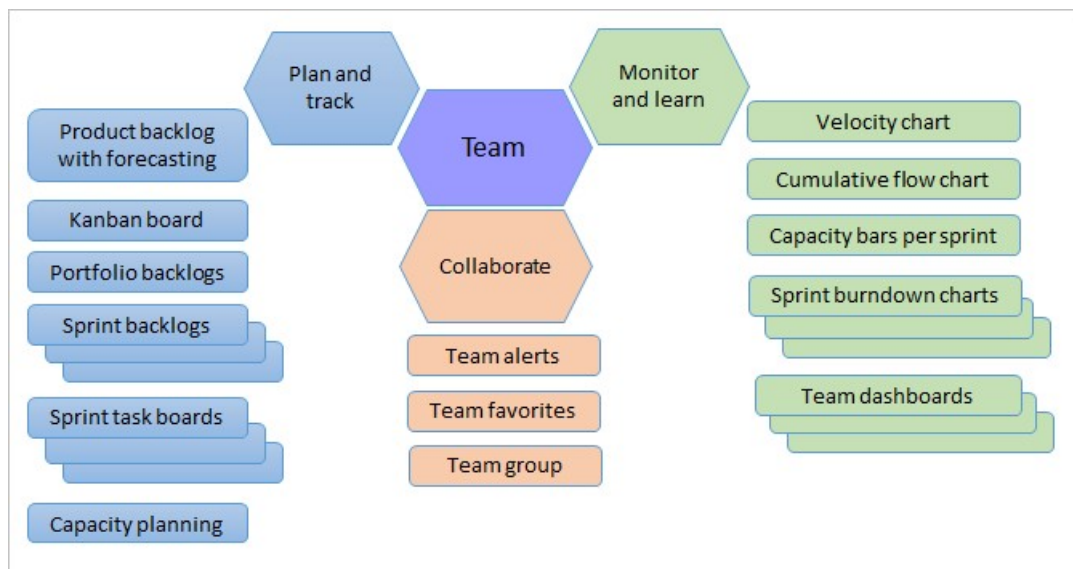 Plan and
track
Team
Monitor
and learn
Collaborate
Product backlog
with forecasting
Kanban board
Portfolio backlogs
Sprint backlogs
Sprint task boards
Capacity planning
Team alerts
Team favorites
Team group
Velocity chart
Cumulative flow chart
Capacity bars per sprint
Sprint burndown charts
Team dashboards